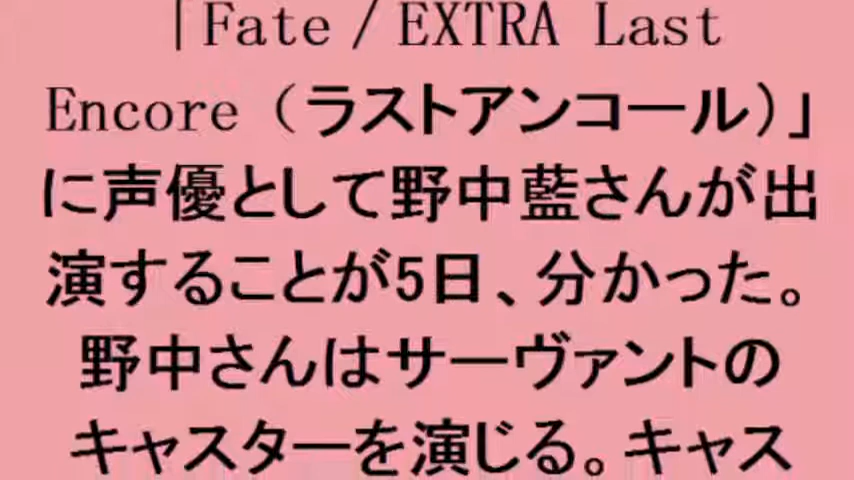 「Fate／EXTRA Last
Encore（ラストアンコール）」
に声優として野中藍さんが出
演することが5日、分かった。
野中さんはサーヴァントの
キャスターを演じる。キャス